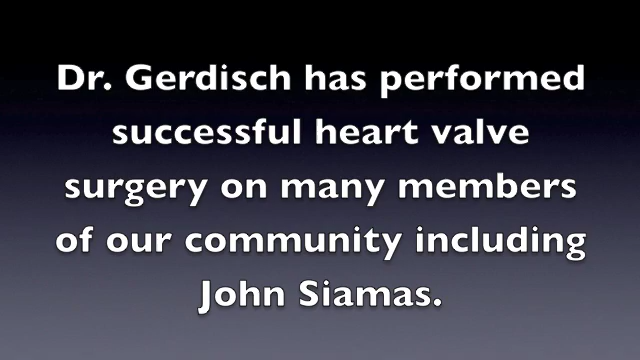 Dr. Gerdisch has performed
successful heart valve
surgery on many members
of our community including
John Siamas.